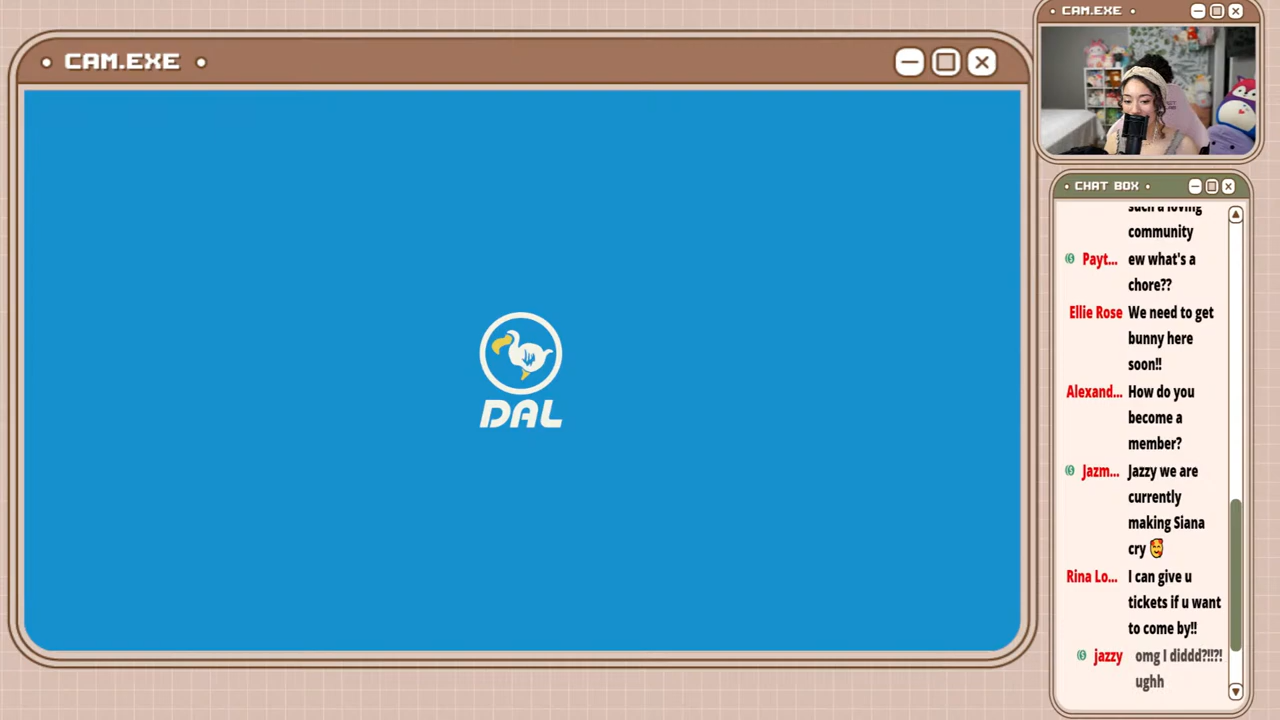 CAM.EXE
DAL
CAM.EXE
CHAT BOX
such a loving
community
Payt... ew what's a
chore??
Ellie Rose We need to get
bunny here
soon!!
Alexand... How do you
become a
member?
Jazm... Jazzy we are
currently
making Siana
cry 🥰
Rina Lo... I can give u
tickets if u want
to come by!!
jazzy omg I diddd?!!?!
ughh